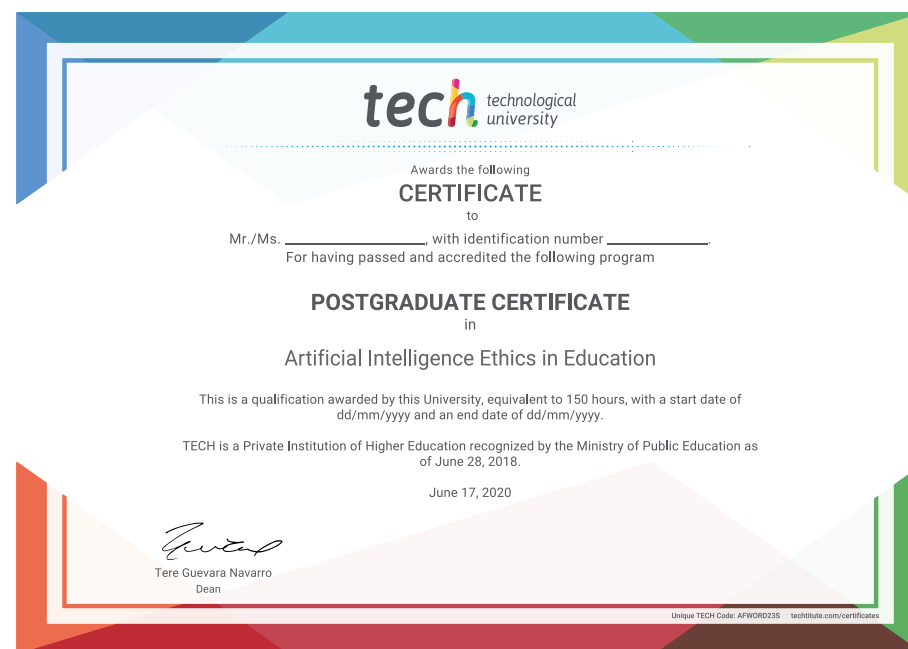 tech technological
university
Awards the following
CERTIFICATE
to
Mr./Ms. __________________, with identification number _____________.
For having passed and accredited the following program
POSTGRADUATE CERTIFICATE
in
Artificial Intelligence Ethics in Education
This is a qualification awarded by this University, equivalent to 150 hours, with a start date of
dd/mm/yyyy and an end date of dd/mm/yyyy.
TECH is a Private Institution of Higher Education recognized by the Ministry of Public Education as
of June 28, 2018.
June 17, 2020
Tere Guevara Navarro
Dean
Unique TECH Code: AFWORD23S techtitute.com/certificates